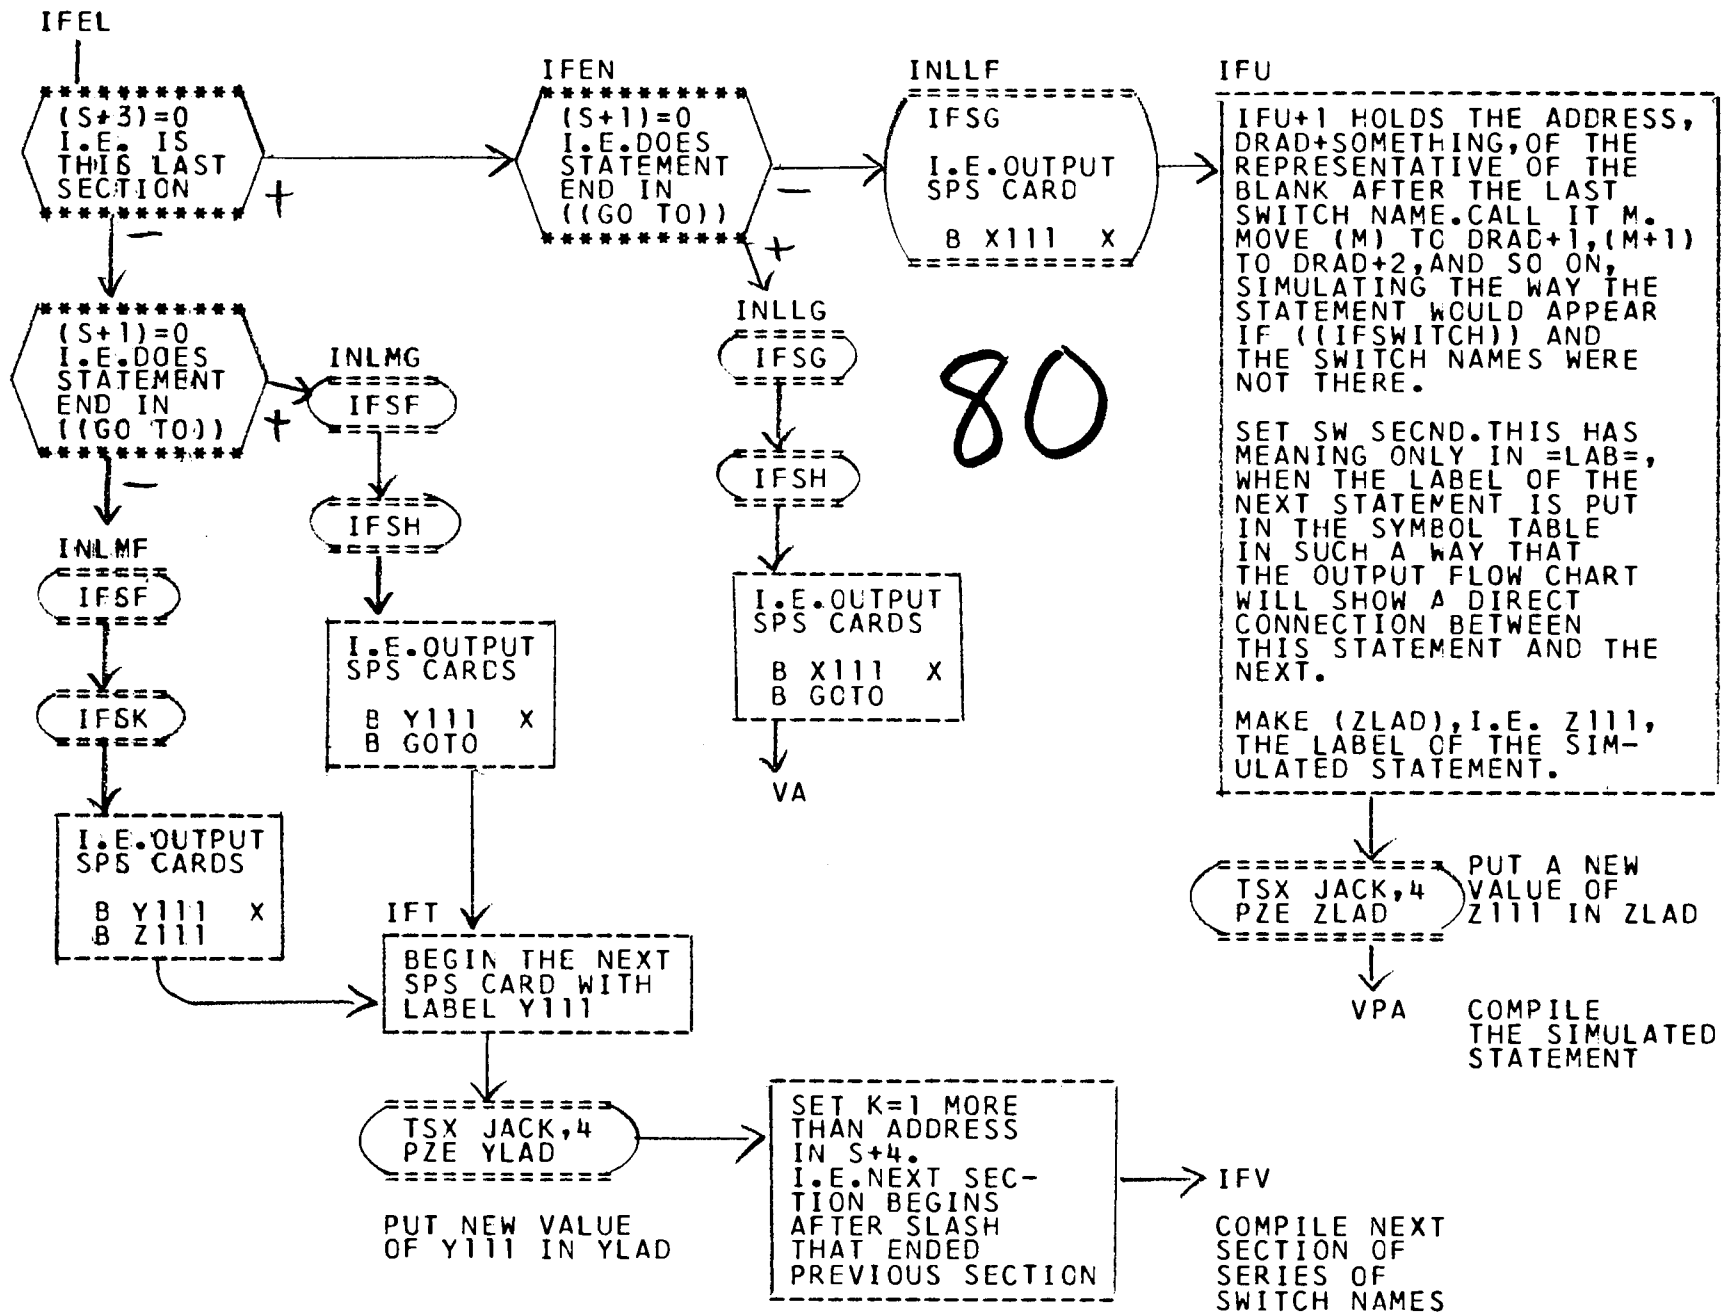 IFEL
(S+3)=0
I.E. IS
THIS LAST
SECTION
+
-
(S+1)=0
I.E.DOES
STATEMENT
END IN
((GO TO))
+
-
INLMF
IFSF
IFSK
I.E.OUTPUT
SPS CARDS
B Y111 X
B Z111
INLMG
IFSF
IFSH
I.E.OUTPUT
SPS CARDS
B Y111 X
B GOTO
IFT
BEGIN THE NEXT
SPS CARD WITH
LABEL Y111
TSX JACK,4
PZE YLAD
PUT NEW VALUE
OF Y111 IN YLAD
SET K=1 MORE
THAN ADDRESS
IN S+4.
I.E.NEXT SEC-
TION BEGINS
AFTER SLASH
THAT ENDED
PREVIOUS SECTION
IFV
COMPILE NEXT
SECTION OF
SERIES OF
SWITCH NAMES
IFEN
(S+1)=0
I.E.DOES
STATEMENT
END IN
((GO TO))
-
+
INLLG
IFSG
IFSH
I.E.OUTPUT
SPS CARDS
B X111 X
B GOTO
VA
INLLF
IFSG
I.E.OUTPUT
SPS CARD
B X111 X
80
IFU
IFU+1 HOLDS THE ADDRESS,
DRAD+SOMETHING,OF THE
REPRESENTATIVE OF THE
BLANK AFTER THE LAST
SWITCH NAME.CALL IT M.
MOVE (M) TO DRAD+1,(M+1)
TO DRAD+2,AND SO ON,
SIMULATING THE WAY THE
STATEMENT WOULD APPEAR
IF ((IFSWITCH)) AND
THE SWITCH NAMES WERE
NOT THERE.
SET SW SECND.THIS HAS
MEANING ONLY IN =LAB=,
WHEN THE LABEL OF THE
NEXT STATEMENT IS PUT
IN THE SYMBOL TABLE
IN SUCH A WAY THAT
THE OUTPUT FLOW CHART
WILL SHOW A DIRECT
CONNECTION BETWEEN
THIS STATEMENT AND THE
NEXT.
MAKE (ZLAD),I.E. Z111,
THE LABEL OF THE SIM-
ULATED STATEMENT.
TSX JACK,4
PZE ZLAD
PUT A NEW
VALUE OF
Z111 IN ZLAD
VPA
COMPILE
THE SIMULATED
STATEMENT